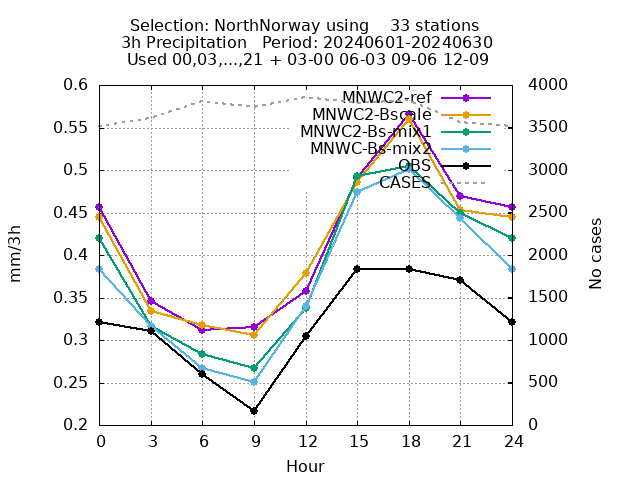 Selection: NorthNorway using    33 stations
3h Precipitation   Period: 20240601-20240630
Used 00,03,...,21 + 03-00 06-03 09-06 12-09
0.6
0.55
0.5
0.45
0.4
0.35
0.3
0.25
0.2
4000
3500
3000
2500
2000
1500
1000
500
0
mm/3h
No cases
MNWC2-ref
MNWC2-Bscale
MNWC2-Bs-mix1
MNWC-Bs-mix2
OBS
CASES
0 3 6 9 12 15 18 21 24
Hour